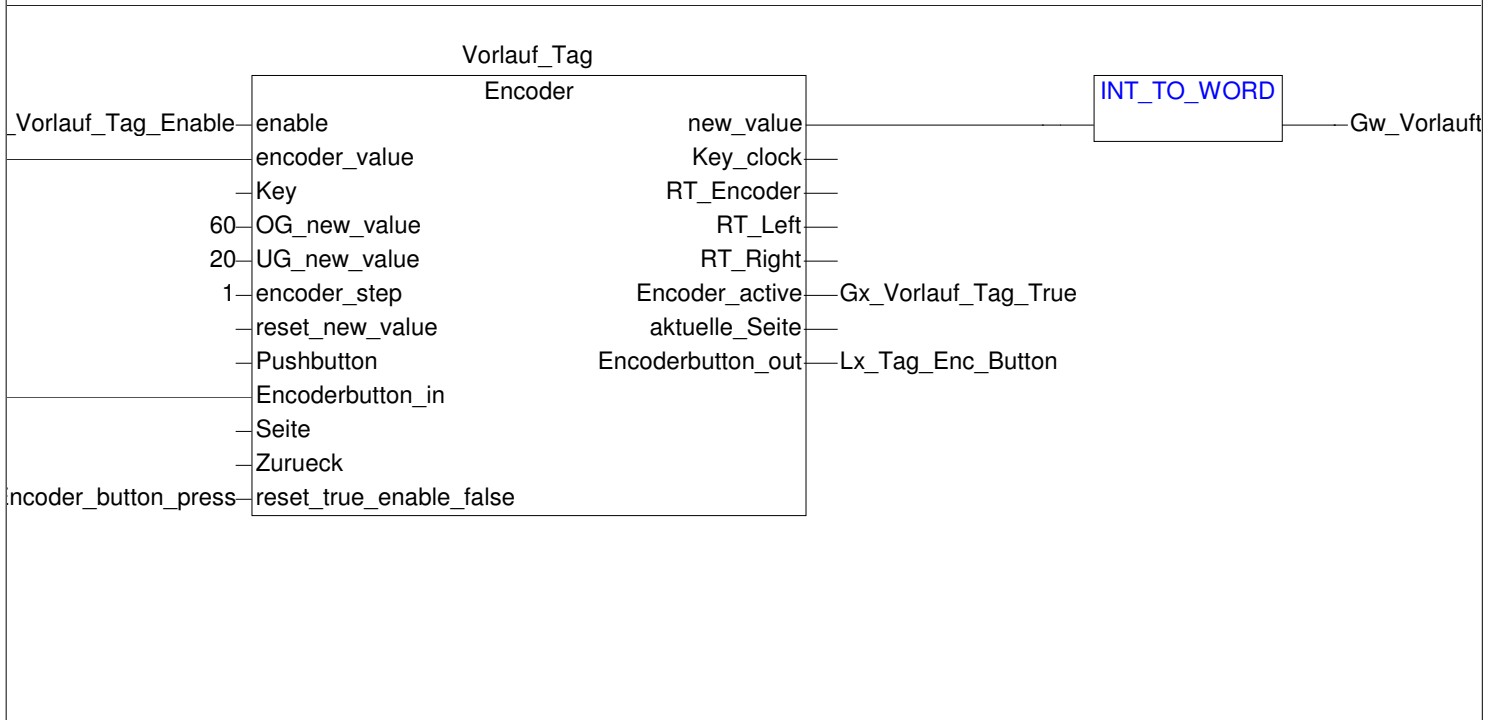 Vorlauf_Tag
Encoder
INT_TO_WORD
_Vorlauf_Tag_Enable enable new_value Gw_Vorlauft
encoder_value Key_clock
Key RT_Encoder
60 OG_new_value RT_Left
20 UG_new_value RT_Right
1 encoder_step Encoder_active Gx_Vorlauf_Tag_True
reset_new_value aktuelle_Seite
Pushbutton Encoderbutton_out Lx_Tag_Enc_Button
Encoderbutton_in
Seite
Zurueck
ncoder_button_press reset_true_enable_false